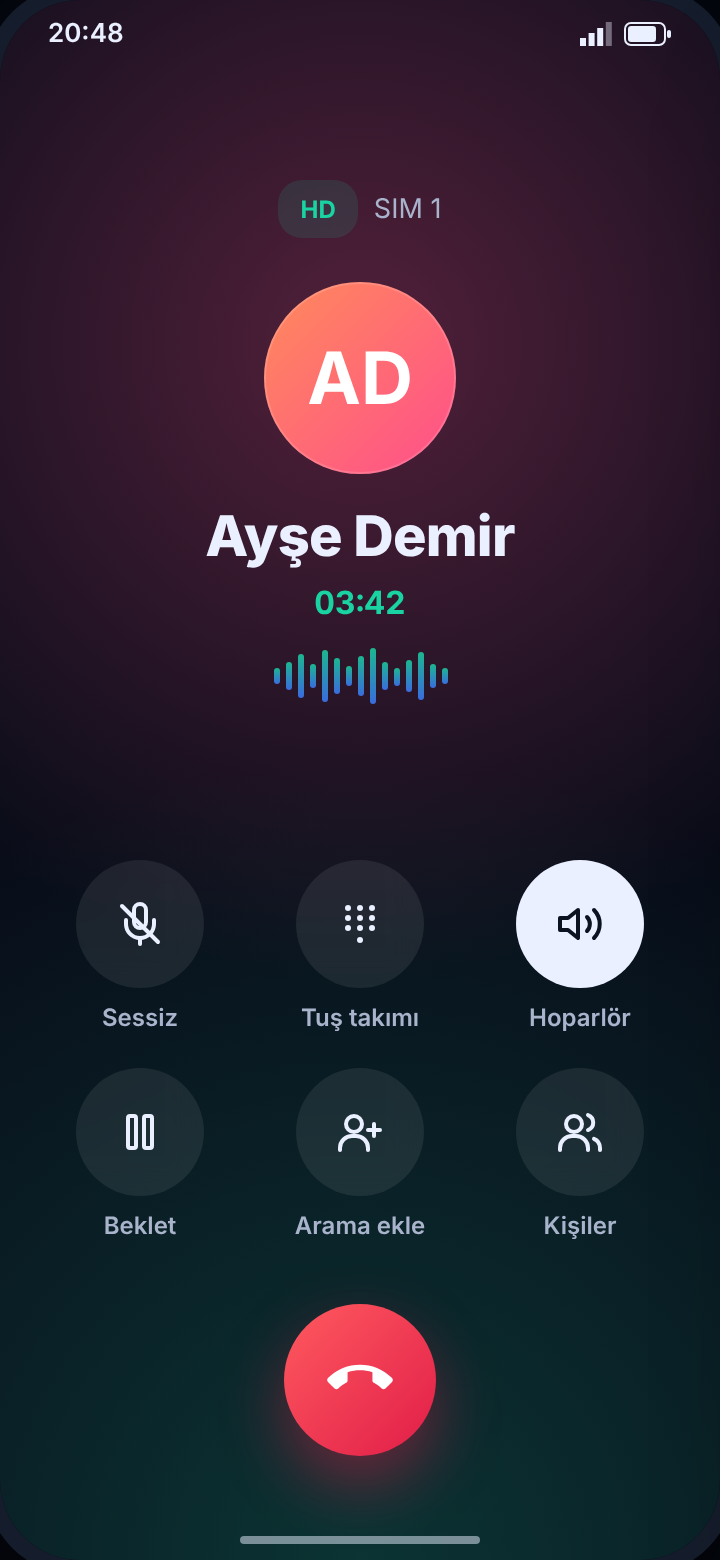 20:48
HD SIM 1
AD
Ayşe Demir
03:42
Sessiz Tuş takımı Hoparlör
Beklet Arama ekle Kişiler